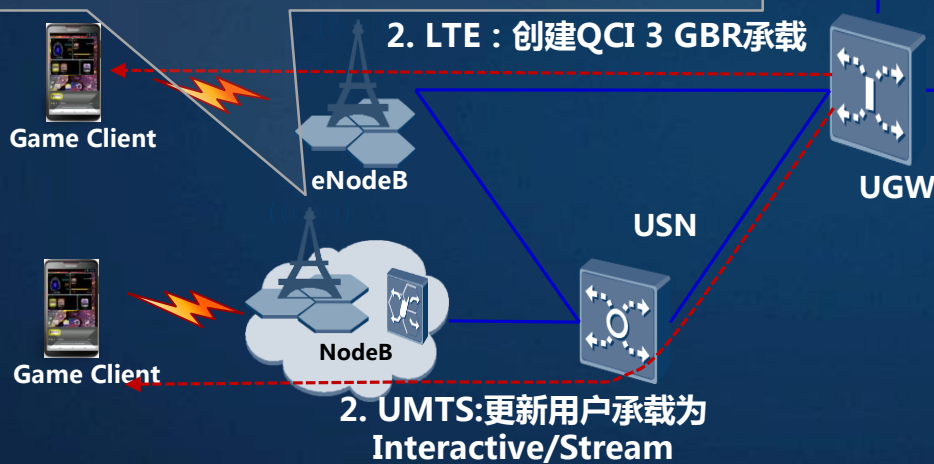 2. LTE：创建QCI 3 GBR承载
Game Client
eNodeB
UGW
USN
NodeB
Game Client
2. UMTS:更新用户承载为
Interactive/Stream